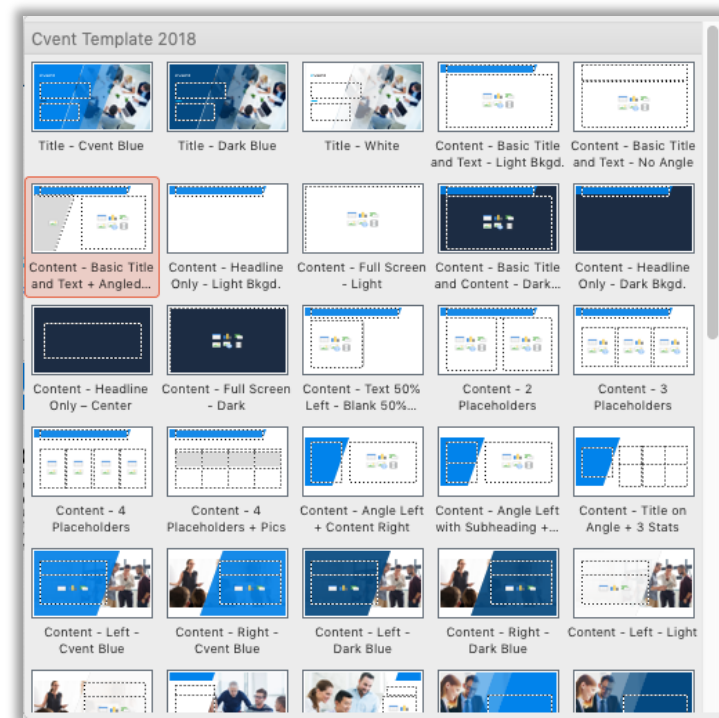 Cvent Template 2018
Title - Cvent Blue
Title - Dark Blue
Title - White
Content - Basic Title
and Text - Light Bkgd.
Content - Basic Title
and Text - No Angle
Content - Basic Title
and Text + Angled...
Content - Headline
Only - Light Bkgd.
Content - Full Screen
- Light
Content - Basic Title
and Content - Dark...
Content - Headline
Only - Dark Bkgd.
Content - Headline
Only – Center
Content - Full Screen
- Dark
Content - Text 50%
Left - Blank 50%...
Content - 2
Placeholders
Content - 3
Placeholders
Content - 4
Placeholders
Content - 4
Placeholders + Pics
Content - Angle Left
+ Content Right
Content - Angle Left
with Subheading +...
Content - Title on
Angle + 3 Stats
Content - Left -
Cvent Blue
Content - Right -
Cvent Blue
Content - Left -
Dark Blue
Content - Right -
Dark Blue
Content - Left - Light